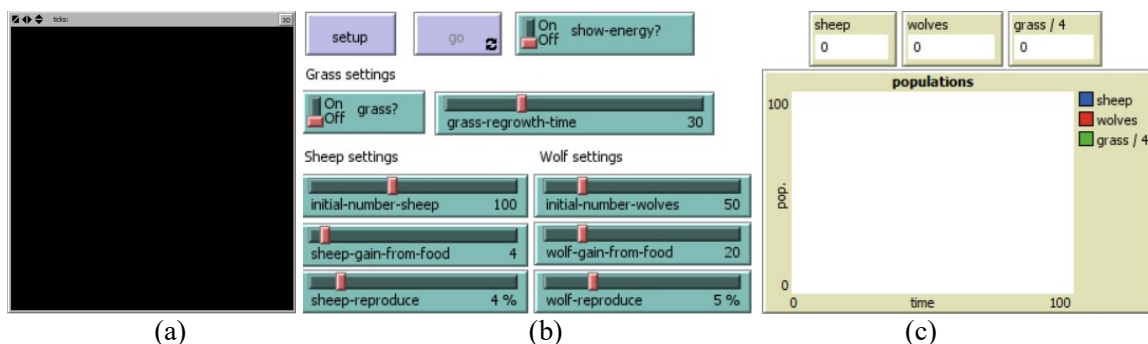 ticks:
3D
setup
go
On
Off
show-energy?
Grass settings
On
Off
grass?
grass-regrowth-time 30
Sheep settings
Wolf settings
initial-number-sheep 100
initial-number-wolves 50
sheep-gain-from-food 4
wolf-gain-from-food 20
sheep-reproduce 4 %
wolf-reproduce 5 %
sheep
0
wolves
0
grass / 4
0
populations
100
pop.
0
0
time
100
sheep
wolves
grass / 4
(a)
(b)
(c)